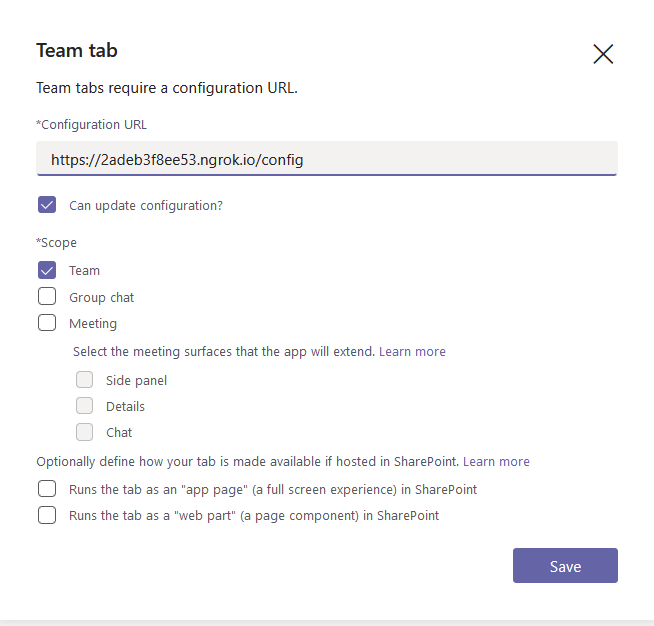 Team tab
Team tabs require a configuration URL.
*Configuration URL
https://2adeb3f8ee53.ngrok.io/config
Can update configuration?
*Scope
Team
Group chat
Meeting
Select the meeting surfaces that the app will extend. Learn more
Side panel
Details
Chat
Optionally define how your tab is made available if hosted in SharePoint. Learn more
Runs the tab as an "app page" (a full screen experience) in SharePoint
Runs the tab as a "web part" (a page component) in SharePoint
Save